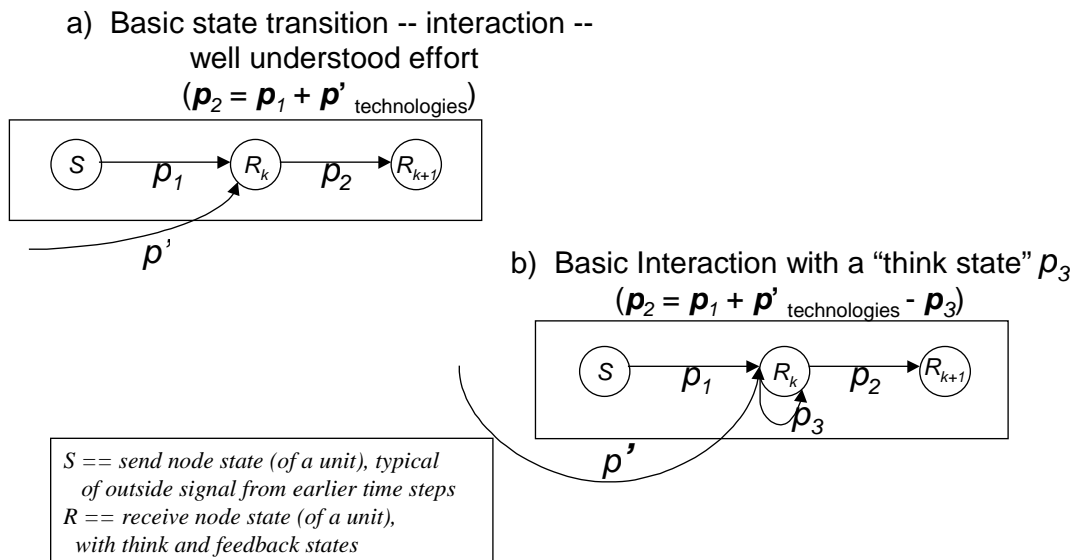 a) Basic state transition -- interaction --
well understood effort
(p2 = p1 + p’ technologies)
S
p1
Rk
p2
Rk+1
p’
b) Basic Interaction with a “think state” p3
(p2 = p1 + p’ technologies - p3)
S
p1
Rk
p2
Rk+1
p3
p’
S == send node state (of a unit), typical
of outside signal from earlier time steps
R == receive node state (of a unit),
with think and feedback states